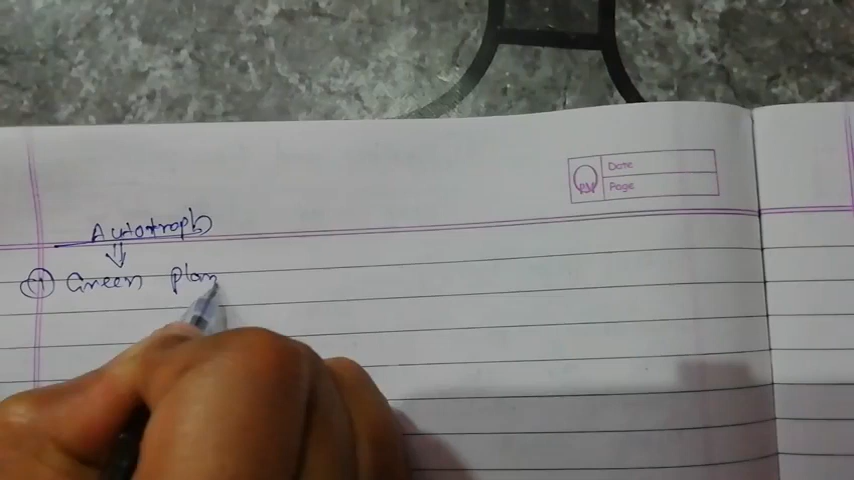 Date
Page
Autotroph
⇓
① Green Plan